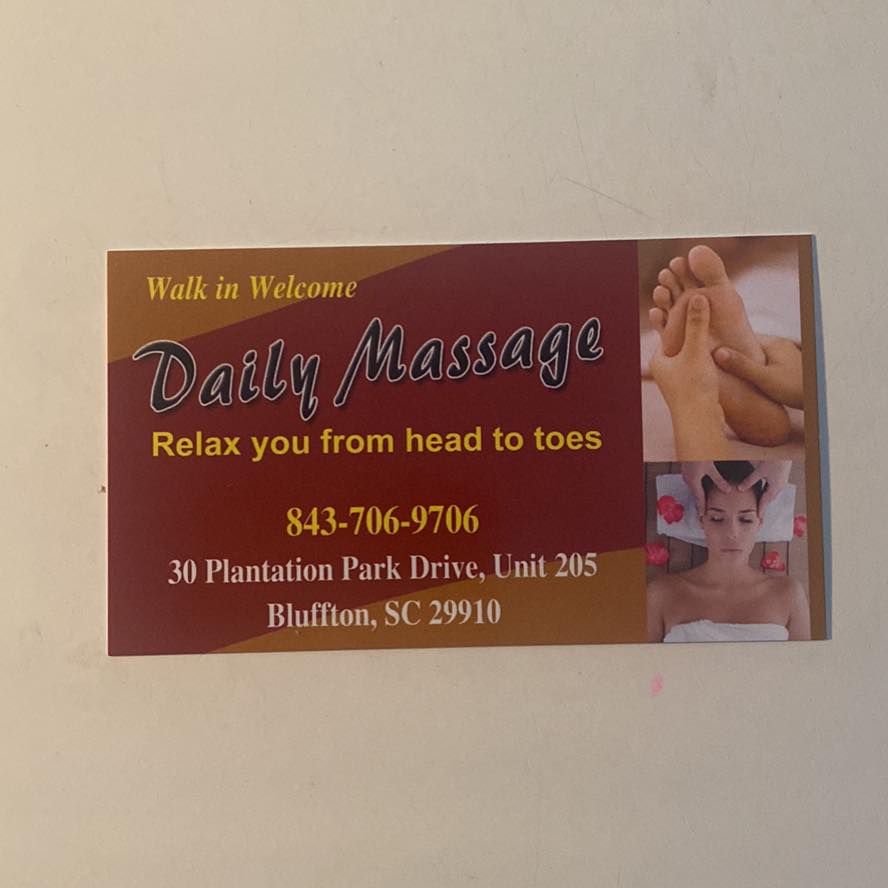 Walk in Welcome
Daily Massage
Relax you from head to toes
843-706-9706
30 Plantation Park Drive, Unit 205
Bluffton, SC 29910